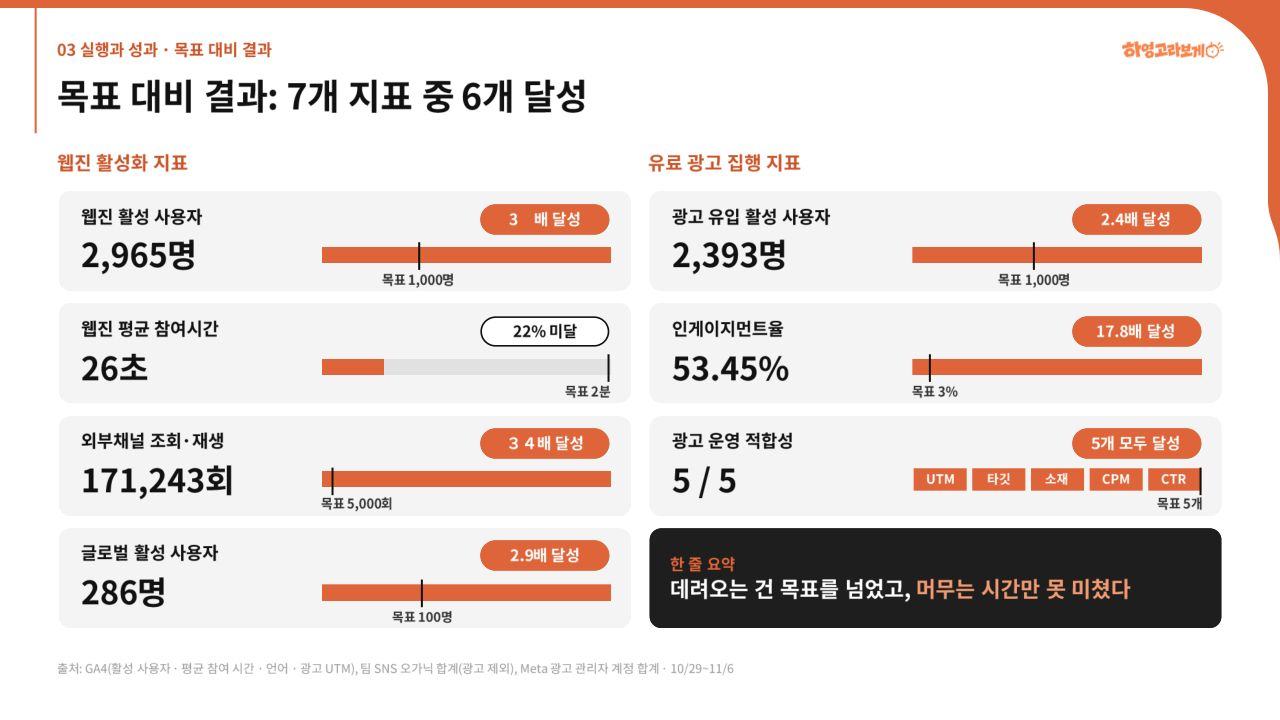 03 실행과 성과 · 목표 대비 결과
하영고라보게
목표 대비 결과: 7개 지표 중 6개 달성
웹진 활성화 지표
웹진 활성 사용자
3 배 달성
2,965명
목표 1,000명
웹진 평균 참여시간
22% 미달
26초
목표 2분
외부채널 조회·재생
3 4 배 달성
171,243회
목표 5,000회
글로벌 활성 사용자
2.9배 달성
286명
목표 100명
유료 광고 집행 지표
광고 유입 활성 사용자
2.4배 달성
2,393명
목표 1,000명
인게이지먼트율
17.8배 달성
53.45%
목표 3%
광고 운영 적합성
5개 모두 달성
5 / 5
UTM 타깃 소재 CPM CTR
목표 5개
한 줄 요약
데려오는 건 목표를 넘었고, 머무는 시간만 못 미쳤다
출처: GA4(활성 사용자 · 평균 참여 시간 · 언어 · 광고 UTM), 팀 SNS 오가닉 합계(광고 제외), Meta 광고 관리자 계정 합계 · 10/29~11/6